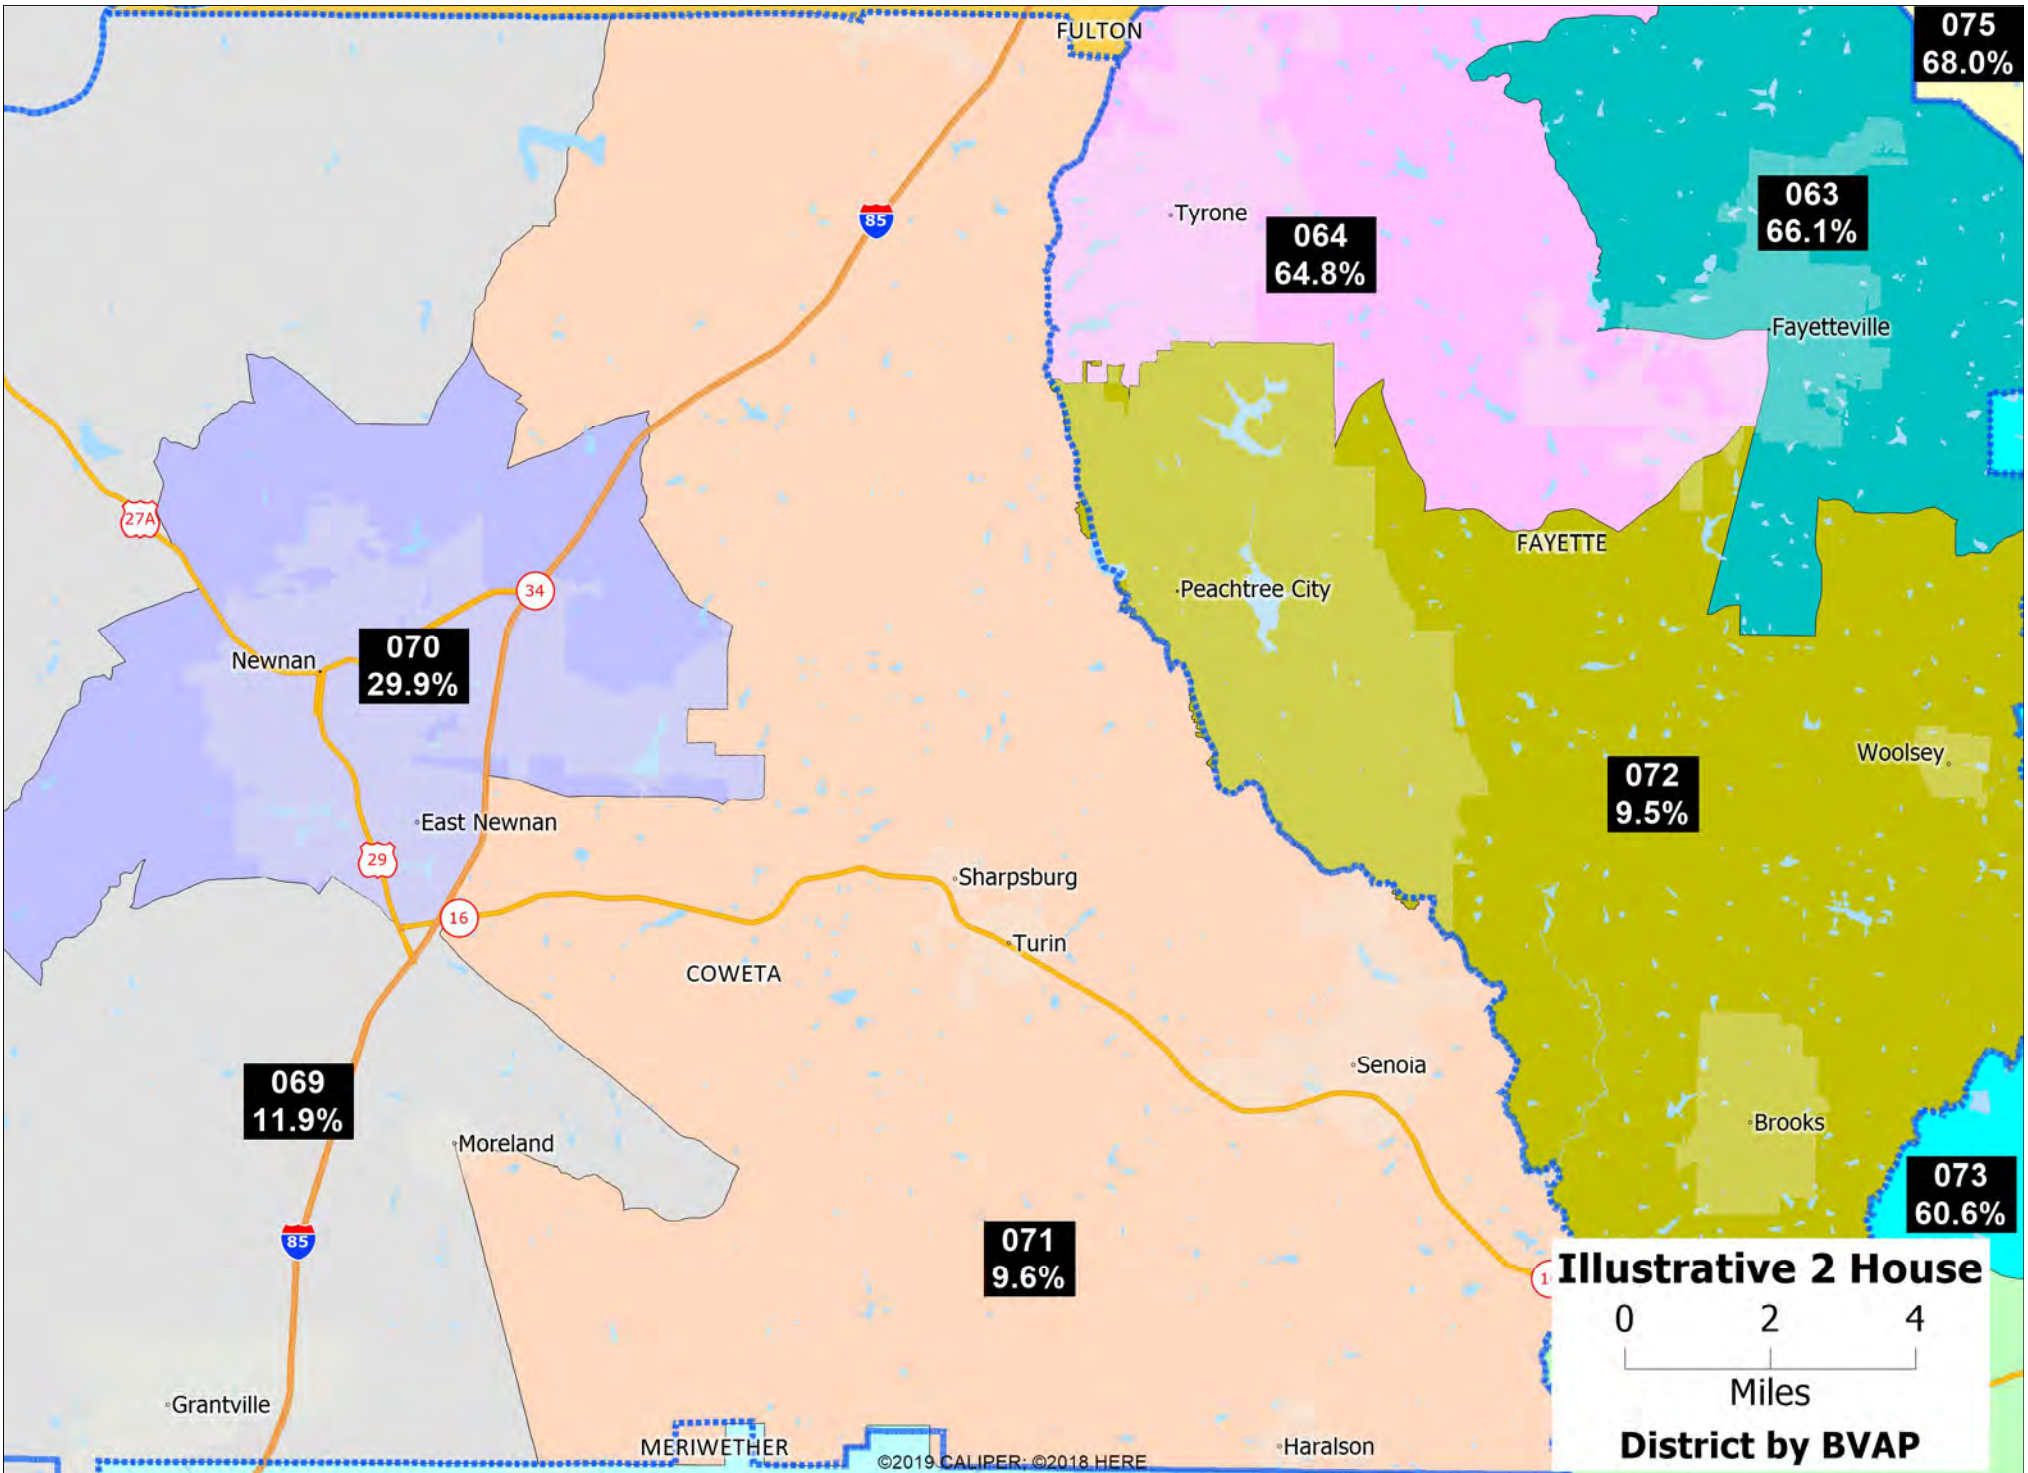 FULTON
075
68.0%
063
66.1%
Tyrone
064
64.8%
85
Fayetteville
27A
FAYETTE
34
Peachtree City
070
29.9%
Newnan
Woolsey
072
9.5%
East Newnan
29
Sharpsburg
16
Turin
COWETA
Senoia
069
11.9%
Moreland
Brooks
073
60.6%
85
071
9.6%
Illustrative 2 House
0 2 4
Miles
District by BVAP
Grantville
MERIWETHER
Haralson
©2019 CALIPER; ©2018 HERE